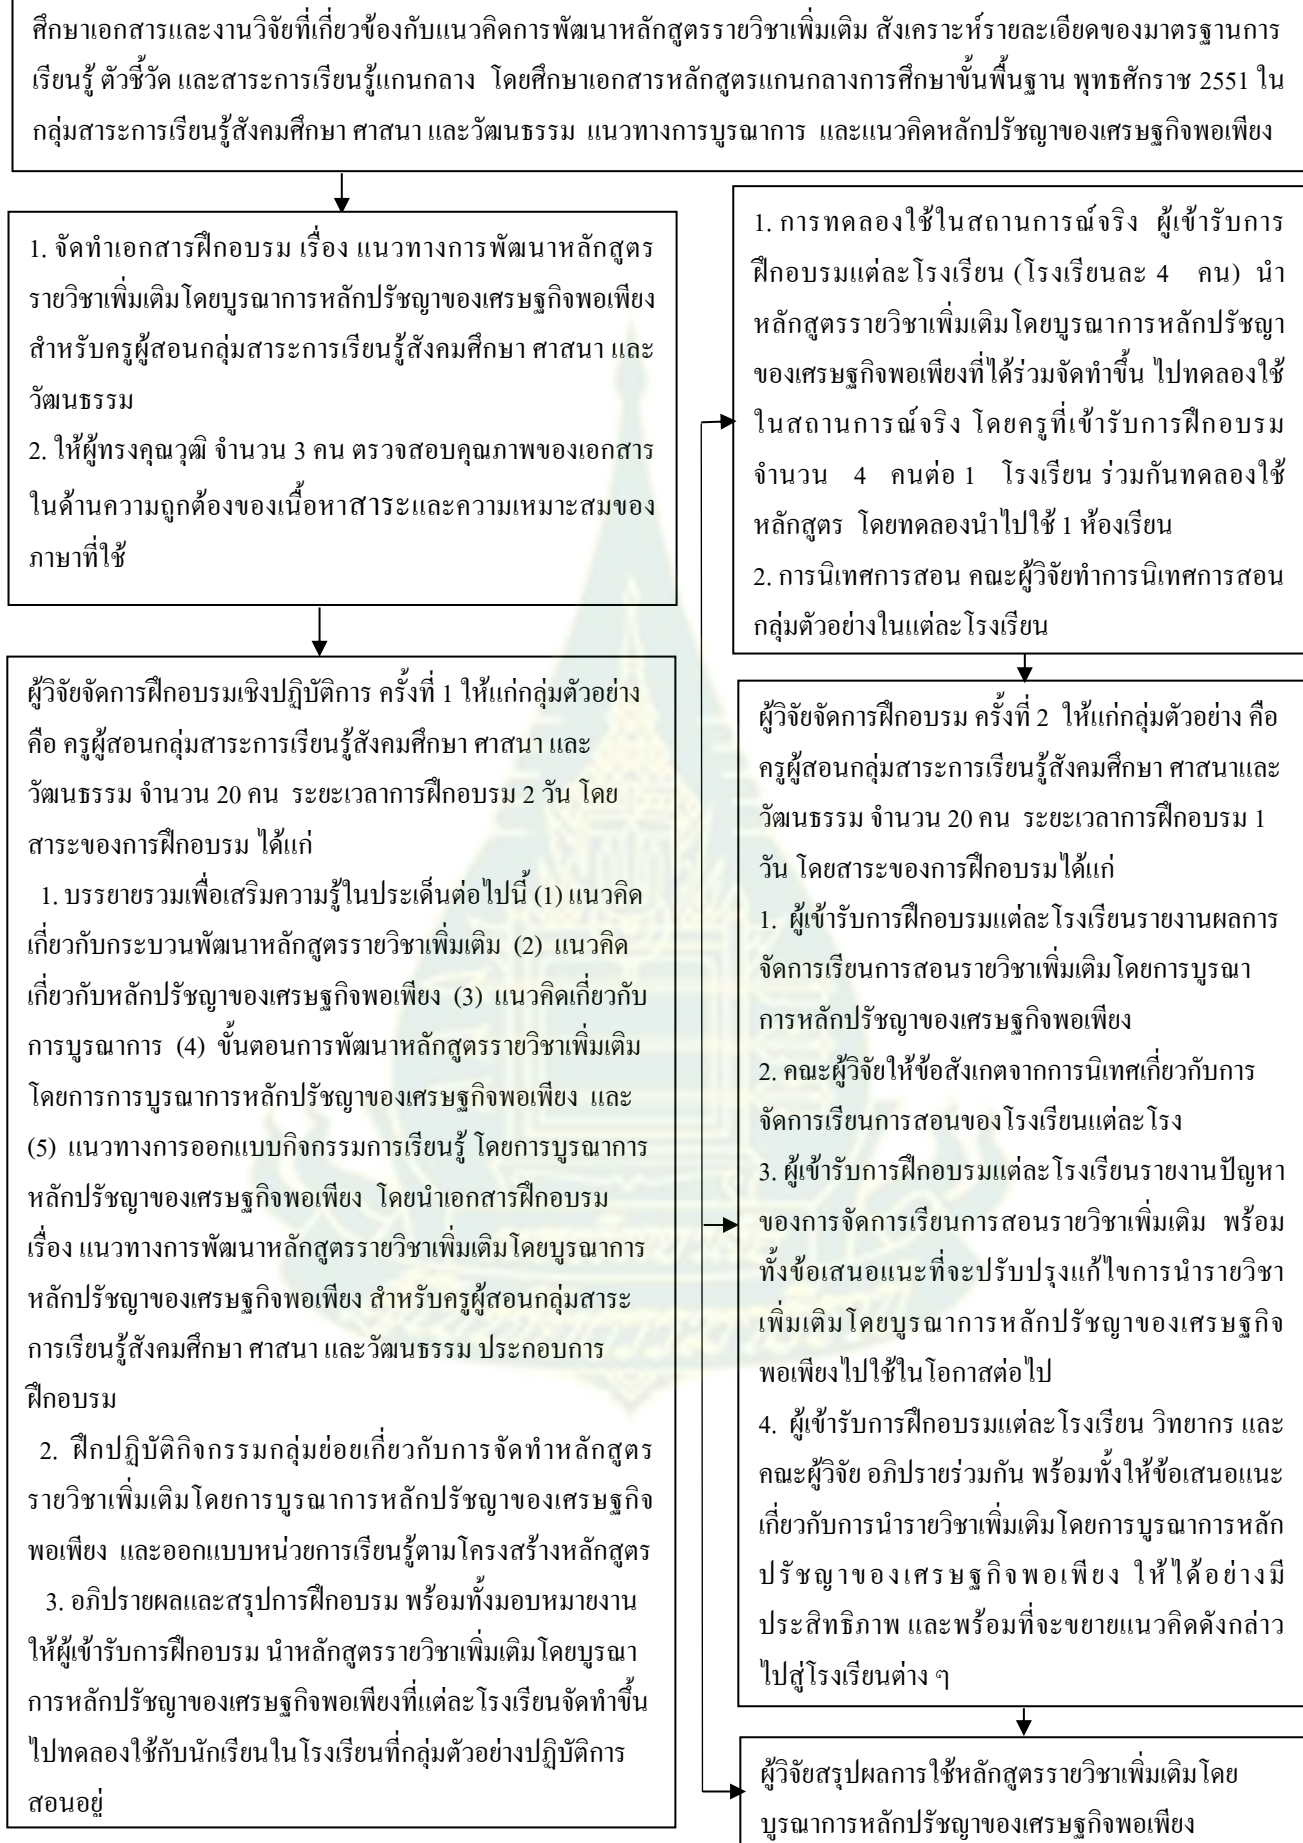 ศึกษาเอกสารและงานวิจัยที่เกี่ยวข้องกับแนวคิดการพัฒนาหลักสูตรรายวิชาเพิ่มเติม สังเคราะห์รายละเอียดของมาตรฐานการ
เรียนรู้ ตัวชี้วัด และสาระการเรียนรู้แกนกลาง โดยศึกษาเอกสารหลักสูตรแกนกลางการศึกษาขั้นพื้นฐาน พุทธศักราช 2551 ใน
กลุ่มสาระการเรียนรู้สังคมศึกษา ศาสนา และวัฒนธรรม แนวทางการบูรณาการ และแนวคิดหลักปรัชญาของเศรษฐกิจพอเพียง
1. จัดทำเอกสารฝึกอบรม เรื่อง แนวทางการพัฒนาหลักสูตร
รายวิชาเพิ่มเติมโดยบูรณาการหลักปรัชญาของเศรษฐกิจพอเพียง
สำหรับครูผู้สอนกลุ่มสาระการเรียนรู้สังคมศึกษา ศาสนา และ
วัฒนธรรม
2. ให้ผู้ทรงคุณวุฒิ จำนวน 3 คน ตรวจสอบคุณภาพของเอกสาร
ในด้านความถูกต้องของเนื้อหาสาระและความเหมาะสมของ
ภาษาที่ใช้
ผู้วิจัยจัดการฝึกอบรมเชิงปฏิบัติการ ครั้งที่ 1 ให้แก่กลุ่มตัวอย่าง
คือ ครูผู้สอนกลุ่มสาระการเรียนรู้สังคมศึกษา ศาสนา และ
วัฒนธรรม จำนวน 20 คน ระยะเวลาการฝึกอบรม 2 วัน โดย
สาระของการฝึกอบรม ได้แก่
1. บรรยายรวมเพื่อเสริมความรู้ในประเด็นต่อไปนี้ (1) แนวคิด
เกี่ยวกับกระบวนพัฒนาหลักสูตรรายวิชาเพิ่มเติม (2) แนวคิด
เกี่ยวกับหลักปรัชญาของเศรษฐกิจพอเพียง (3) แนวคิดเกี่ยวกับ
การบูรณาการ (4) ขั้นตอนการพัฒนาหลักสูตรรายวิชาเพิ่มเติม
โดยการการบูรณาการหลักปรัชญาของเศรษฐกิจพอเพียง และ
(5) แนวทางการออกแบบกิจกรรมการเรียนรู้ โดยการบูรณาการ
หลักปรัชญาของเศรษฐกิจพอเพียง โดยนำเอกสารฝึกอบรม
เรื่อง แนวทางการพัฒนาหลักสูตรรายวิชาเพิ่มเติมโดยบูรณาการ
หลักปรัชญาของเศรษฐกิจพอเพียง สำหรับครูผู้สอนกลุ่มสาระ
การเรียนรู้สังคมศึกษา ศาสนา และวัฒนธรรม ประกอบการ
ฝึกอบรม
2. ฝึกปฏิบัติกิจกรรมกลุ่มย่อยเกี่ยวกับการจัดทำหลักสูตร
รายวิชาเพิ่มเติมโดยการบูรณาการหลักปรัชญาของเศรษฐกิจ
พอเพียง และออกแบบหน่วยการเรียนรู้ตามโครงสร้างหลักสูตร
3. อภิปรายผลและสรุปการฝึกอบรม พร้อมทั้งมอบหมายงาน
ให้ผู้เข้ารับการฝึกอบรม นำหลักสูตรรายวิชาเพิ่มเติมโดยบูรณา
การหลักปรัชญาของเศรษฐกิจพอเพียงที่แต่ละโรงเรียนจัดทำขึ้น
ไปทดลองใช้กับนักเรียนในโรงเรียนที่กลุ่มตัวอย่างปฏิบัติการ
สอนอยู่
1. การทดลองใช้ในสถานการณ์จริง ผู้เข้ารับการ
ฝึกอบรมแต่ละโรงเรียน (โรงเรียนละ 4 คน) นำ
หลักสูตรรายวิชาเพิ่มเติมโดยบูรณาการหลักปรัชญา
ของเศรษฐกิจพอเพียงที่ได้ร่วมจัดทำขึ้น ไปทดลองใช้
ในสถานการณ์จริง โดยครูที่เข้ารับการฝึกอบรม
จำนวน 4 คนต่อ 1 โรงเรียน ร่วมกันทดลองใช้
หลักสูตร โดยทดลองนำไปใช้ 1 ห้องเรียน
2. การนิเทศการสอน คณะผู้วิจัยทำการนิเทศการสอน
กลุ่มตัวอย่างในแต่ละโรงเรียน
ผู้วิจัยจัดการฝึกอบรม ครั้งที่ 2 ให้แก่กลุ่มตัวอย่าง คือ
ครูผู้สอนกลุ่มสาระการเรียนรู้สังคมศึกษา ศาสนาและ
วัฒนธรรม จำนวน 20 คน ระยะเวลาการฝึกอบรม 1
วัน โดยสาระของการฝึกอบรมได้แก่
1. ผู้เข้ารับการฝึกอบรมแต่ละโรงเรียนรายงานผลการ
จัดการเรียนการสอนรายวิชาเพิ่มเติมโดยการบูรณา
การหลักปรัชญาของเศรษฐกิจพอเพียง
2. คณะผู้วิจัยให้ข้อสังเกตจากการนิเทศเกี่ยวกับการ
จัดการเรียนการสอนของโรงเรียนแต่ละโรง
3. ผู้เข้ารับการฝึกอบรมแต่ละโรงเรียนรายงานปัญหา
ของการจัดการเรียนการสอนรายวิชาเพิ่มเติม พร้อม
ทั้งข้อเสนอแนะที่จะปรับปรุงแก้ไขการนำรายวิชา
เพิ่มเติมโดยบูรณาการหลักปรัชญาของเศรษฐกิจ
พอเพียงไปใช้ในโอกาสต่อไป
4. ผู้เข้ารับการฝึกอบรมแต่ละโรงเรียน วิทยากร และ
คณะผู้วิจัย อภิปรายร่วมกัน พร้อมทั้งให้ข้อเสนอแนะ
เกี่ยวกับการนำรายวิชาเพิ่มเติมโดยการบูรณาการหลัก
ปรัชญาของเศรษฐกิจพอเพียง ให้ได้อย่างมี
ประสิทธิภาพ และพร้อมที่จะขยายแนวคิดดังกล่าว
ไปสู่โรงเรียนต่าง ๆ
ผู้วิจัยสรุปผลการใช้หลักสูตรรายวิชาเพิ่มเติมโดย
บูรณาการหลักปรัชญาของเศรษฐกิจพอเพียง